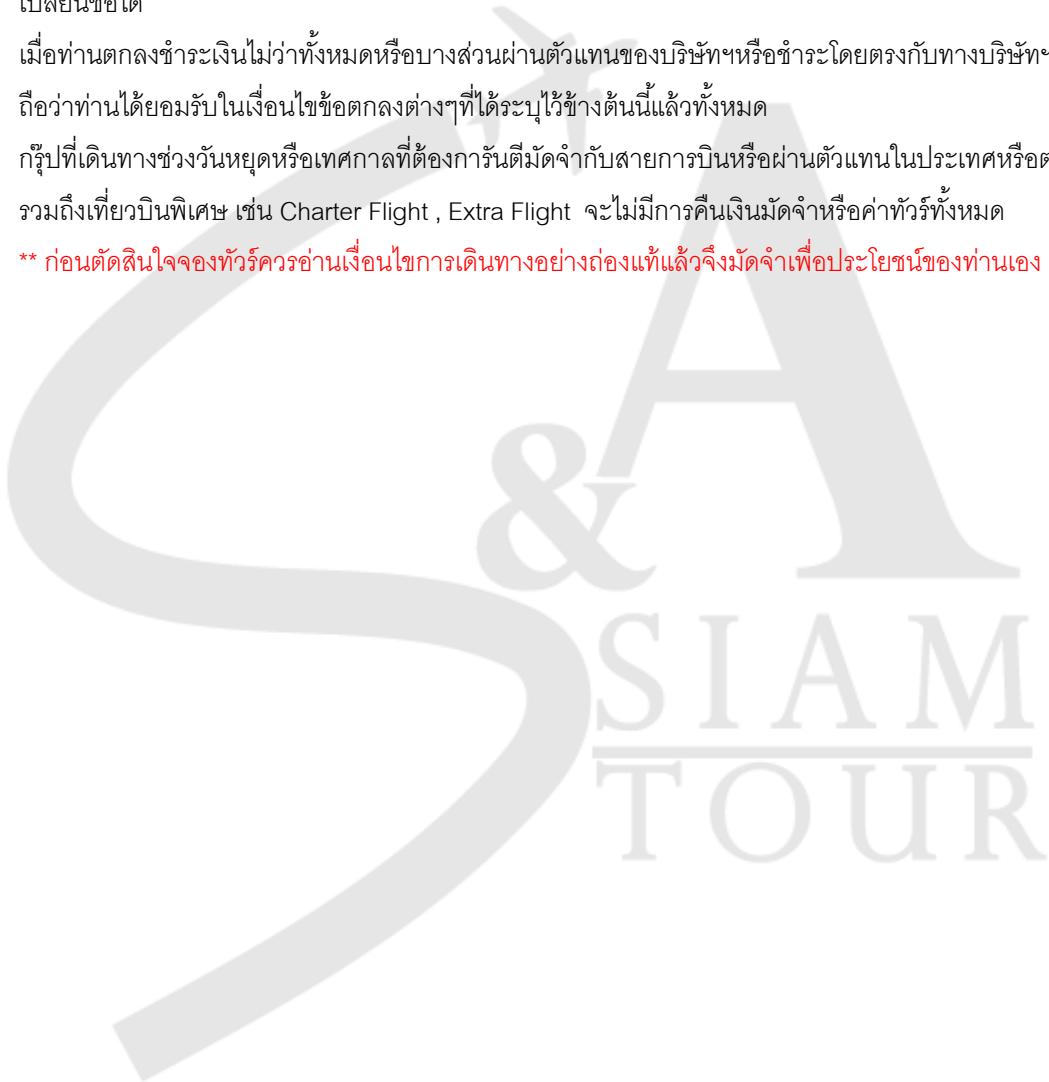 เปลี่ยนชื่อได้
เมื่อท่านตกลงชำระเงินไม่ว่าทั้งหมดหรือบางส่วนผ่านตัวแทนของบริษัทฯหรือชำระโดยตรงกับทางบริษัทฯ
ถือว่าท่านได้ยอมรับในเงื่อนไขข้อตกลงต่างๆที่ได้ระบุไว้ข้างต้นนี้แล้วทั้งหมด
กรุ๊ปที่เดินทางช่วงวันหยุดหรือเทศกาลที่ต้องการันตีมัดจำกับสายการบินหรือผ่านตัวแทนในประเทศหรือ
รวมถึงเที่ยวบินพิเศษ เช่น Charter Flight , Extra Flight จะไม่มีการคืนเงินมัดจำหรือค่าทัวร์ทั้งหมด
** ก่อนตัดสินใจจองทัวร์ควรอ่านเงื่อนไขการเดินทางอย่างถ่องแท้แล้วจึงมัดจำเพื่อประโยชน์ของท่านเอง
S&A
SIAM
TOUR